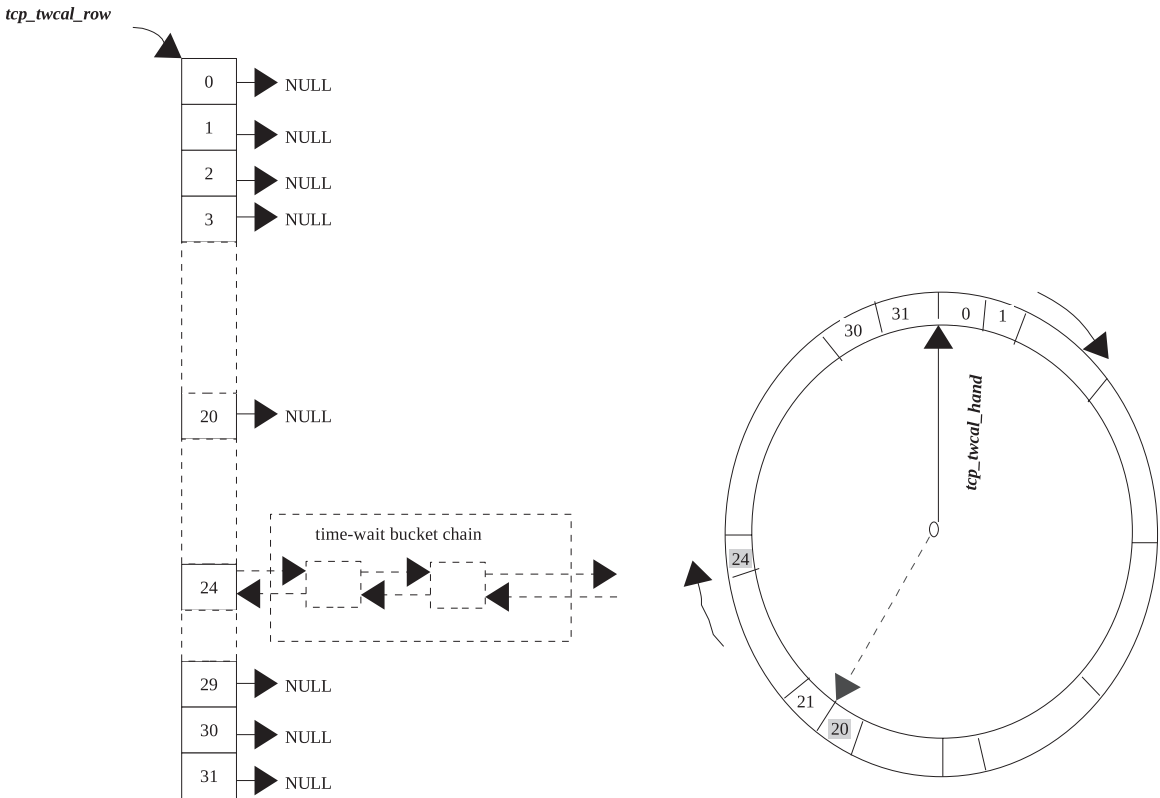 tcp_twcal_row
0 NULL
1 NULL
2 NULL
3 NULL
20 NULL
time-wait bucket chain
24
29 NULL
30 NULL
31 NULL
30 31 0 1
tcp_twcal_hand
24
21
20